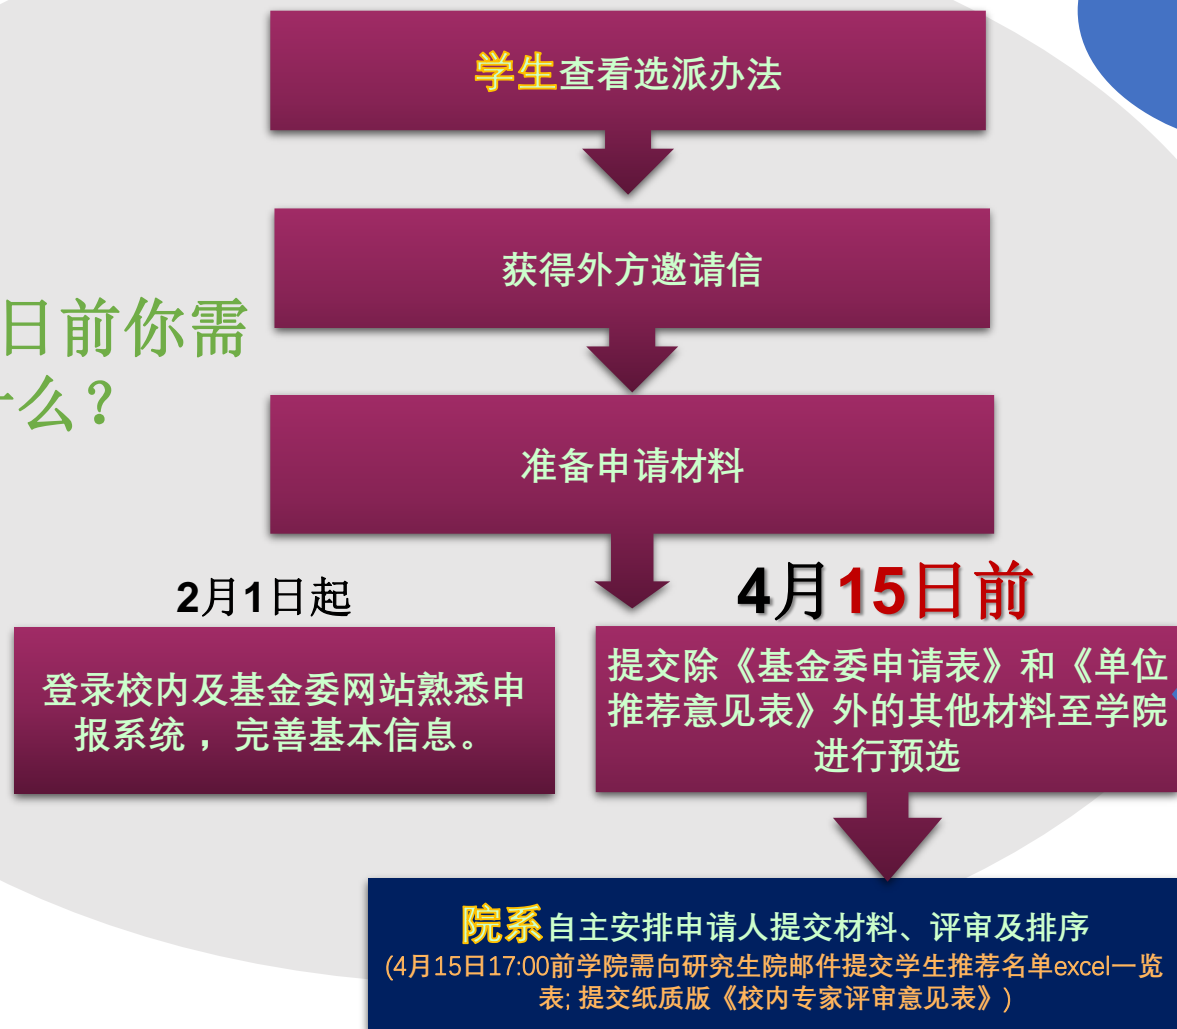 学生查看选派办法
获得外方邀请信
日前你需
什么？
准备申请材料
2月1日起
4月15日前
登录校内及基金委网站熟悉申
报系统 ，完善基本信息。
提交除《基金委申请表》和《单位
推荐意见表》外的其他材料至学院
进行预选
院系自主安排申请人提交材料、评审及排序
(4月15日17:00前学院需向研究生院邮件提交学生推荐名单excel一览
表; 提交纸质版《校内专家评审意见表》)